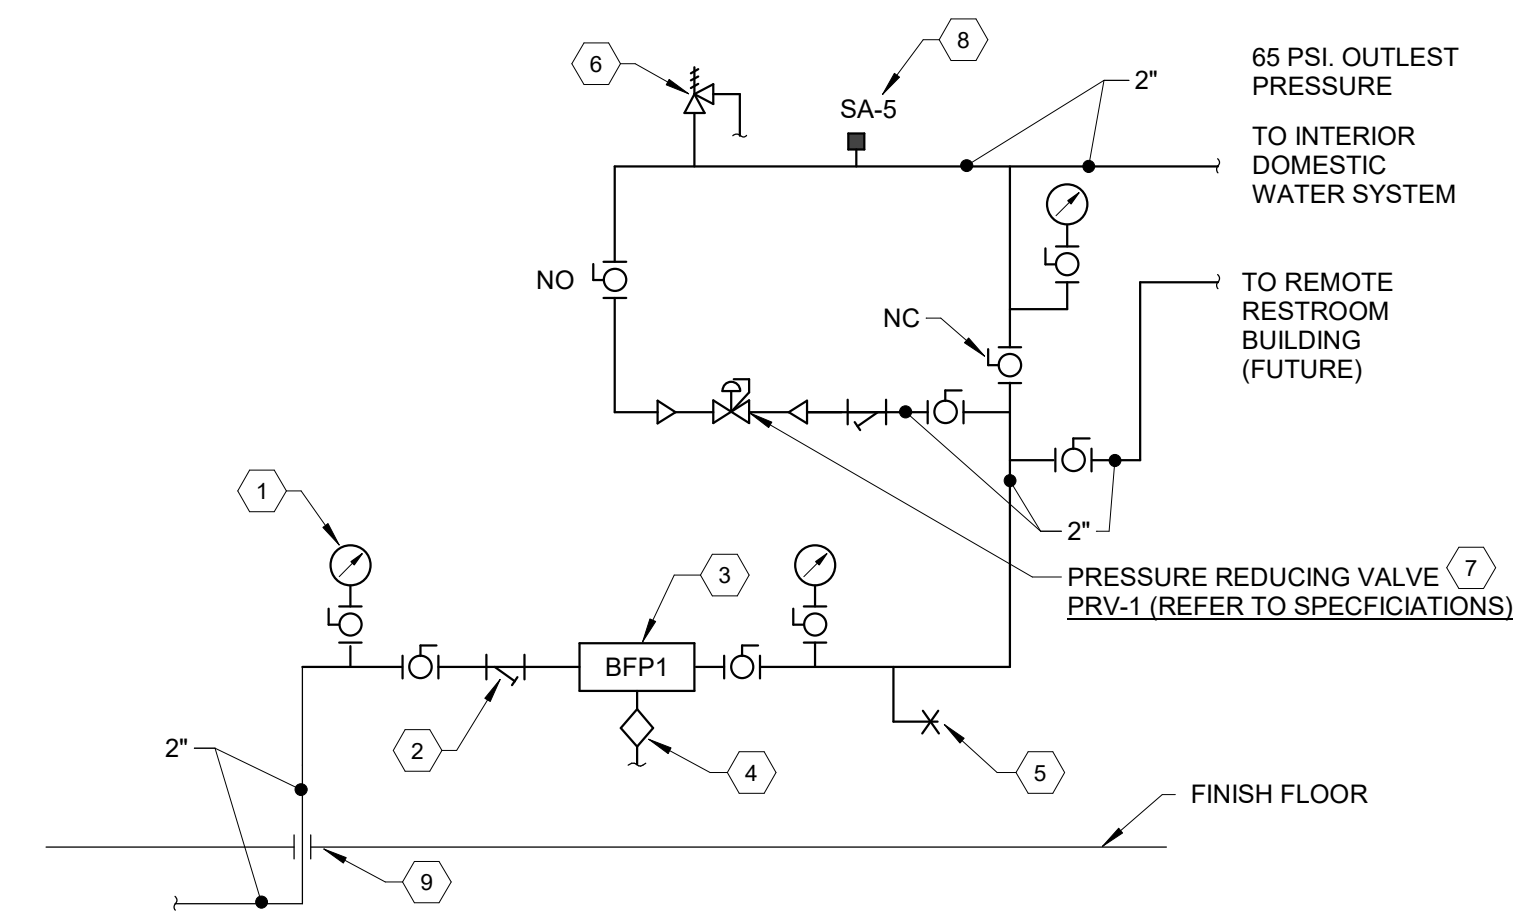 6
8
SA-5
2"
65 PSI. OUTLEST
PRESSURE
TO INTERIOR
DOMESTIC
WATER SYSTEM
NO
NC
TO REMOTE
RESTROOM
BUILDING
(FUTURE)
1
2"
3
PRESSURE REDUCING VALVE
7
PRV-1 (REFER TO SPECFICIATIONS)
BFP1
2"
2
4
5
FINISH FLOOR
9